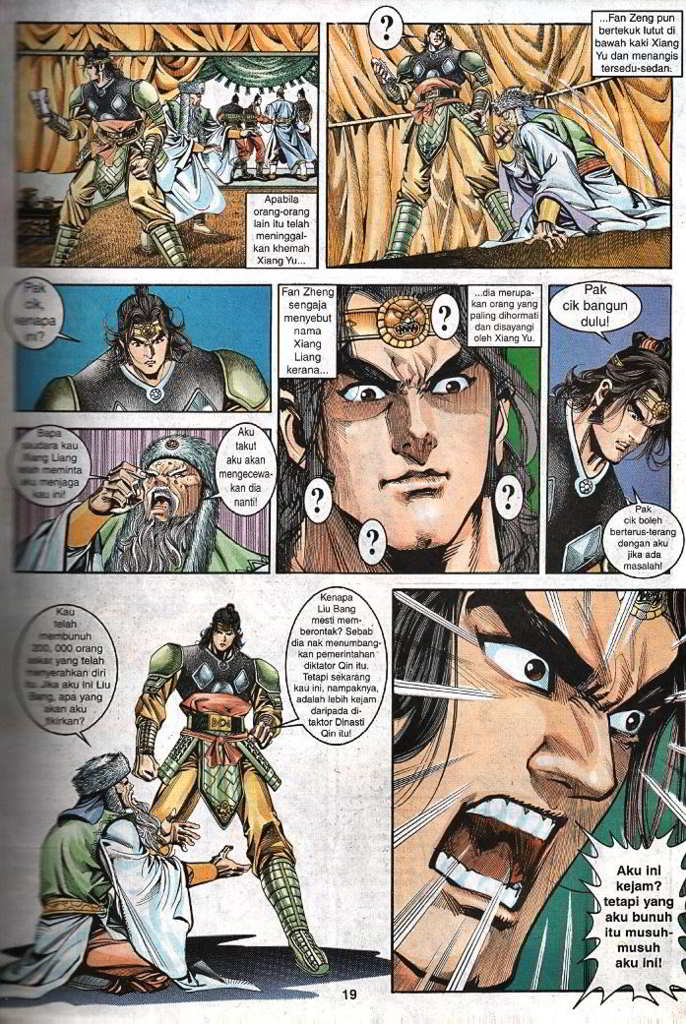 Apabila
orang-orang
lain itu telah
meninggal-
kan khemah
Xiang Yu...
?
?
...Fan Zeng pun
bertekuk lutut di
bawah kaki Xiang
Yu dan menangis
tersedu-sedan.
Pak
cik,
kenapa
ni?
Bapa
saudara kau
Xiang Liang
telah meminta
aku menjaga
kau ini!
Aku
takut
aku akan
mengecewa-
kan dia
nanti!
Fan Zheng
sengaja
menyebut
nama
Xiang
Liang
kerana...
?
...dia merupa-
kan orang yang
paling dihormati
dan disayangi
oleh Xiang Yu.
?
?
?
Pak
cik bangun
dulu!
Pak
cik boleh
berterus-terang
dengan aku
jika ada
masalah!
Kau
telah
membunuh
200, 000 orang
askar yang telah
menyerahkan diri
itu. Jika aku ini Liu
Bang, apa yang
akan aku
fikirkan?
Kenapa
Liu Bang
mesti mem-
berontak? Sebab
dia nak menumbang-
kan pemerintahan
diktator Qin itu.
Tetapi sekarang
kau ini, nampaknya,
adalah lebih kejam
daripada di-
taktor Dinasti
Qin itu!
Aku ini
kejam?
tetapi yang
aku bunuh
itu musuh-
musuh
aku ini!
19